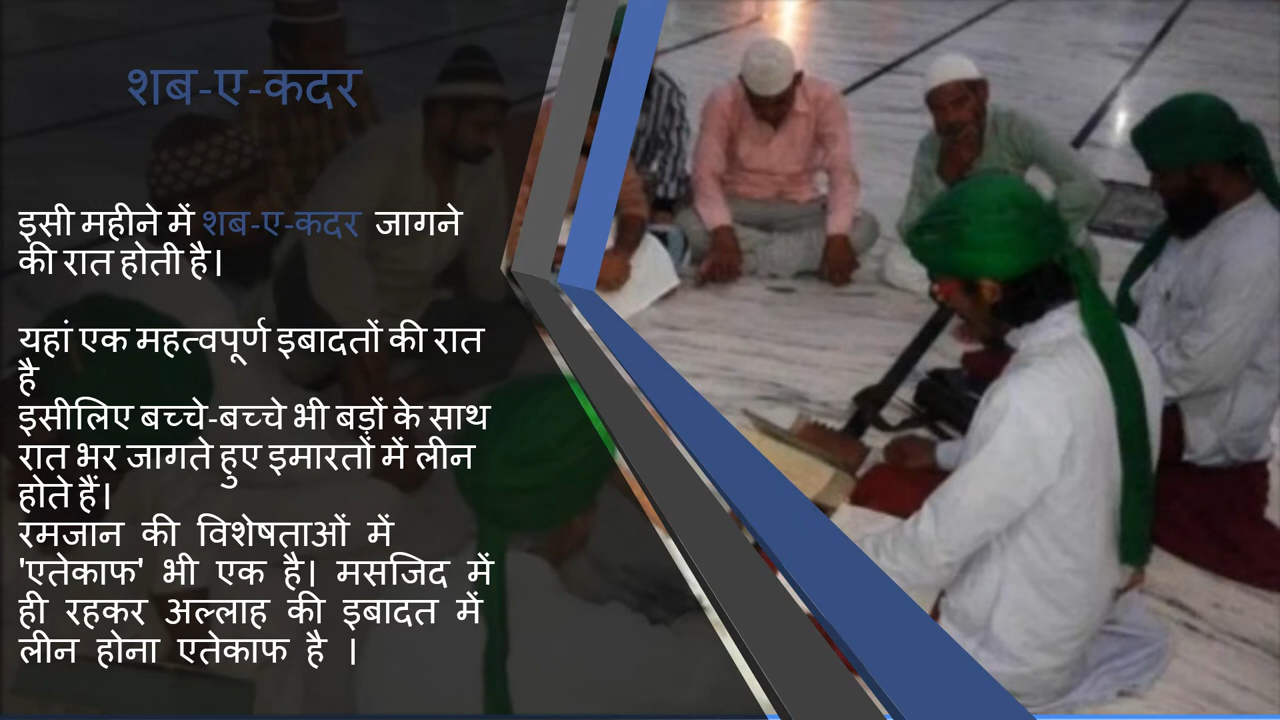 शब-ए-कदर
इसी महीने में शब-ए-कदर जागने
की रात होती है।
यहां एक महत्वपूर्ण इबादतों की रात
है
इसीलिए बच्चे-बच्चे भी बड़ों के साथ
रात भर जागते हुए इमारतों में लीन
होते हैं।
रमजान की विशेषताओं में
'एतेकाफ' भी एक है। मसजिद में
ही रहकर अल्लाह की इबादत में
लीन होना एतेकाफ है ।